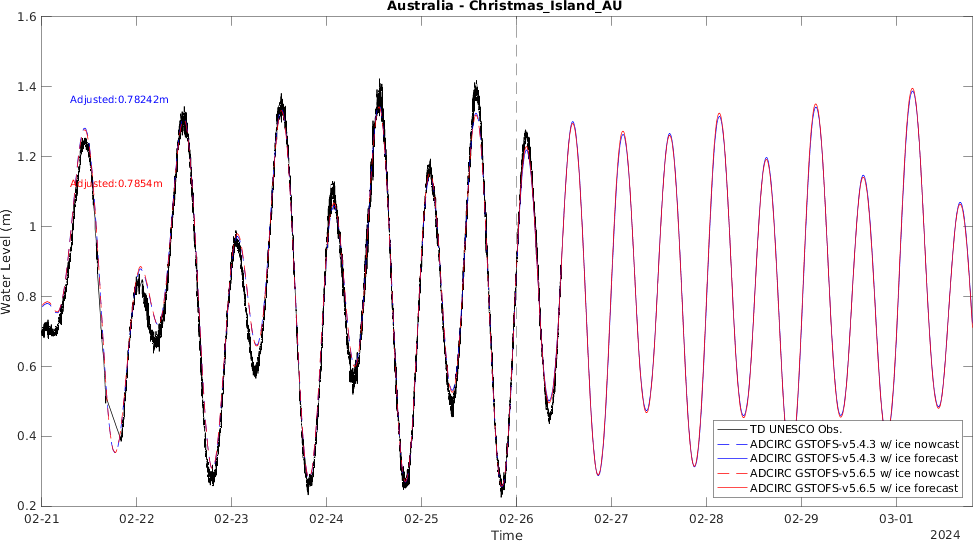 Australia - Christmas_Island_AU
1.6
1.4
1.2
1
0.8
0.6
0.4
0.2
Water Level (m)
Adjusted:0.78242m
Adjusted:0.7854m
TD UNESCO Obs.
ADCIRC GSTOFS-v5.4.3 w/ ice nowcast
ADCIRC GSTOFS-v5.4.3 w/ ice forecast
ADCIRC GSTOFS-v5.6.5 w/ ice nowcast
ADCIRC GSTOFS-v5.6.5 w/ ice forecast
02-21 02-22 02-23 02-24 02-25 02-26 02-27 02-28 02-29 03-01
Time
2024